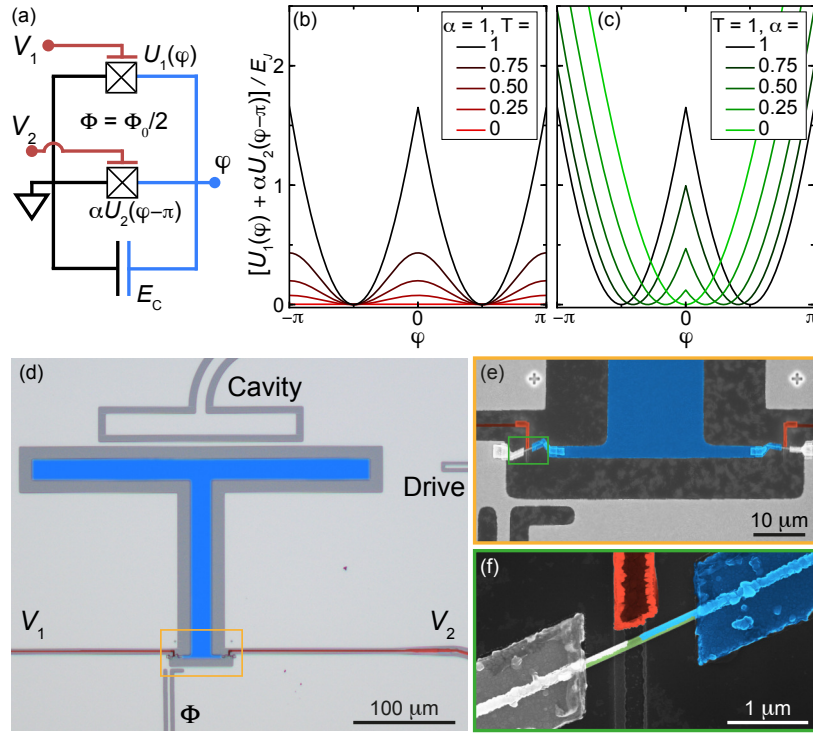 (a)
V1
U1(φ)
Φ = Φ0/2
V2
φ
αU2(φ−π)
EC
(b)
[U1(φ) + αU2(φ−π)] / EJ
2
1
0
−π
0
π
φ
α = 1, T =
1
0.75
0.50
0.25
0
(c)
T = 1, α =
1
0.75
0.50
0.25
0
−π
0
π
φ
(d)
Cavity
Drive
V1
V2
Φ
100 μm
(e)
10 μm
(f)
1 μm